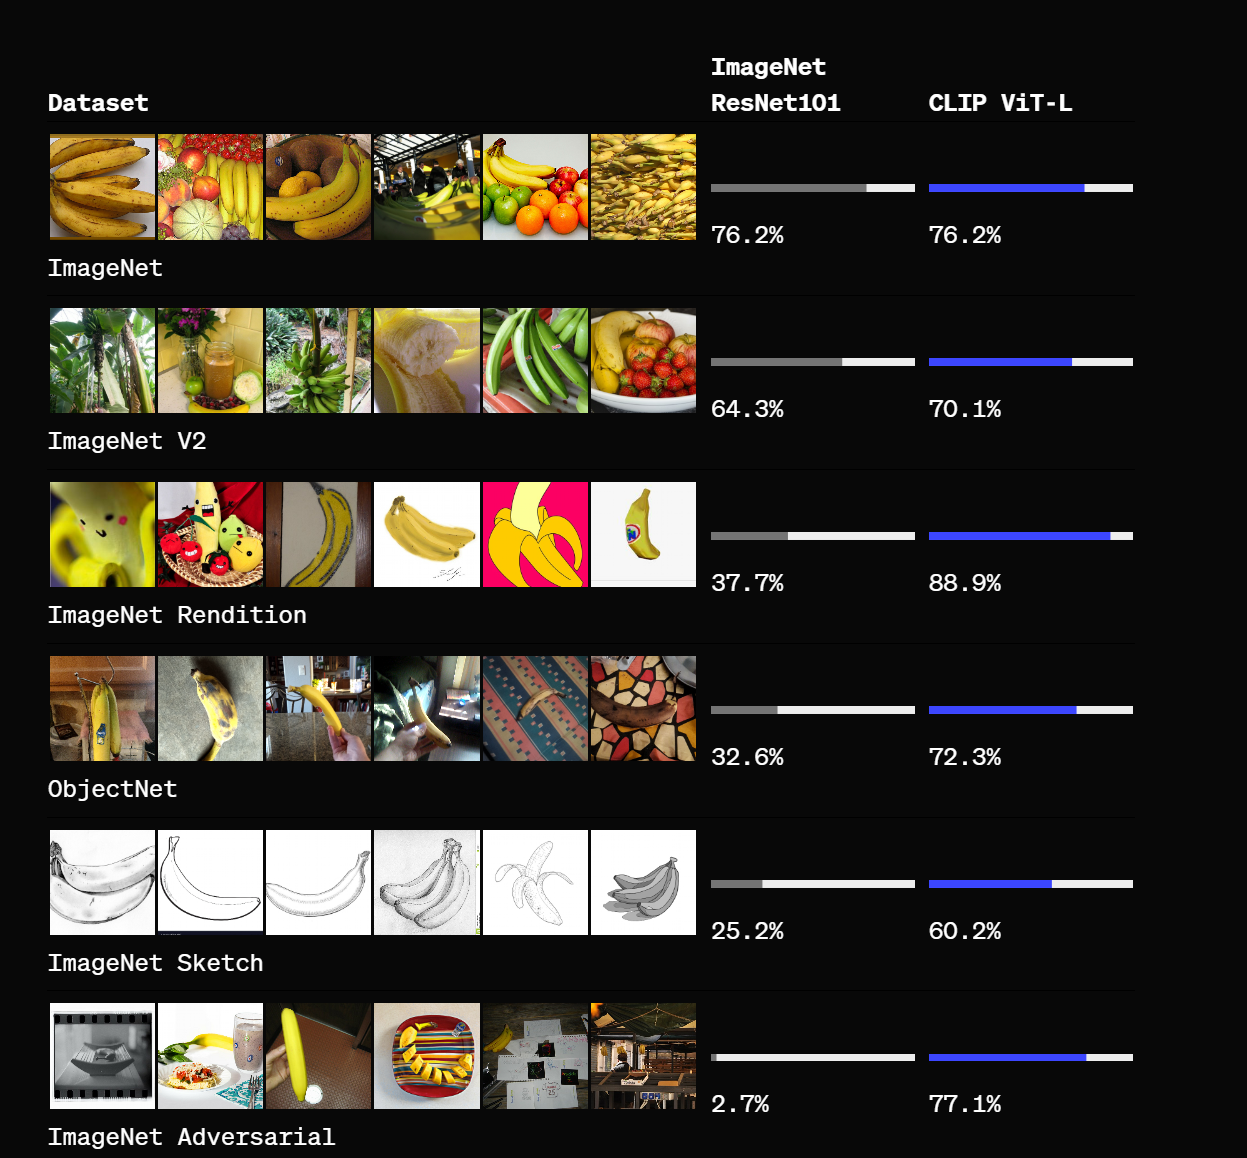 ImageNet
Dataset
ResNet101
CLIP ViT-L
76.2%
76.2%
ImageNet
64.3%
70.1%
ImageNet V2
37.7%
88.9%
ImageNet Rendition
32.6%
72.3%
ObjectNet
25.2%
60.2%
ImageNet Sketch
2.7%
77.1%
ImageNet Adversarial